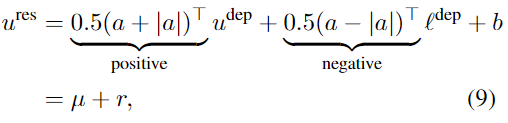 u^res = 0.5(a + |a|)^⊤ u^dep + 0.5(a − |a|)^⊤ ℓ^dep + b
positive negative
= μ + r, (9)